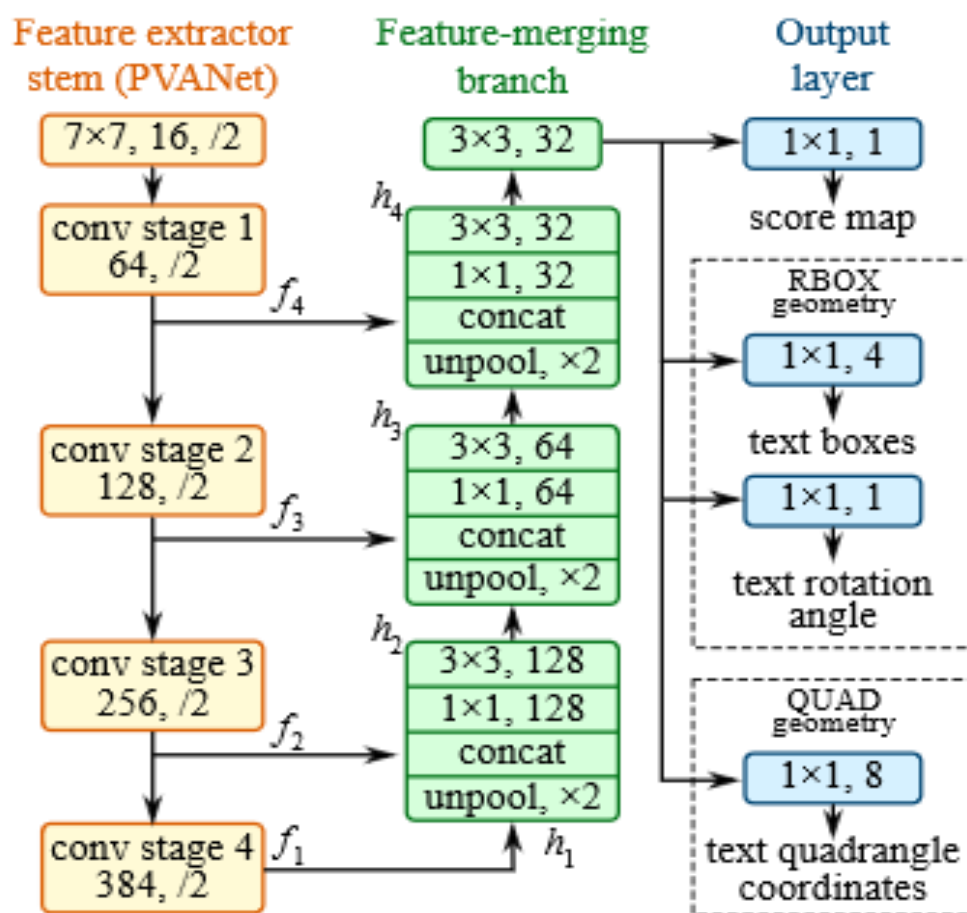 Feature extractor
stem (PVANet)
7×7, 16, /2
conv stage 1
64, /2
f4
conv stage 2
128, /2
f3
conv stage 3
256, /2
f2
conv stage 4
384, /2
f1
Feature-merging
branch
3×3, 32
h4
3×3, 32
1×1, 32
concat
unpool, ×2
h3
3×3, 64
1×1, 64
concat
unpool, ×2
h2
3×3, 128
1×1, 128
concat
unpool, ×2
h1
Output
layer
1×1, 1
score map
RBOX
geometry
1×1, 4
text boxes
1×1, 1
text rotation
angle
QUAD
geometry
1×1, 8
text quadrangle
coordinates